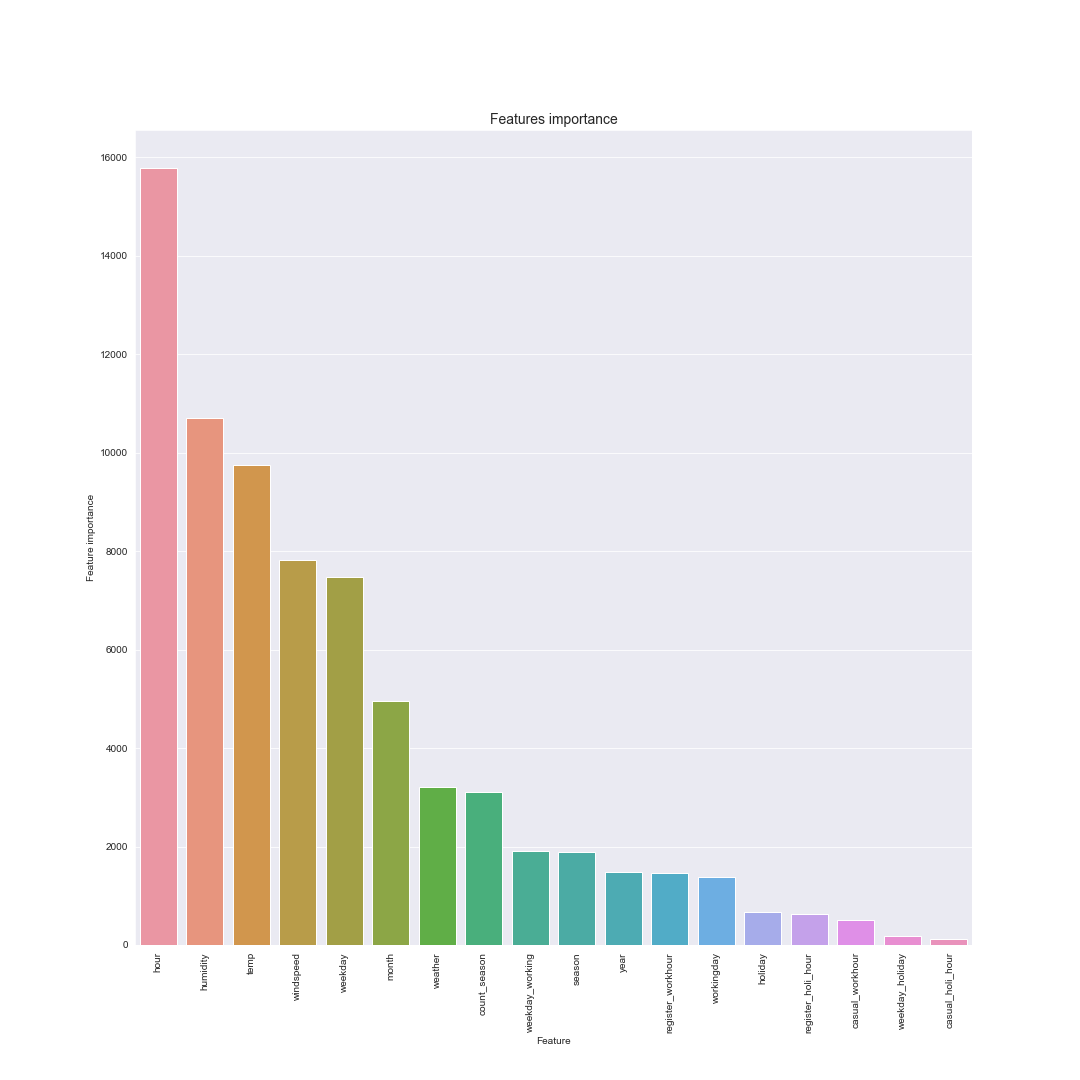 Features importance
16000
14000
12000
10000
8000
6000
4000
2000
0
Feature importance
hour
humidity
temp
windspeed
weekday
month
weather
count_season
weekday_working
season
year
register_workhour
workingday
holiday
register_holi_hour
casual_workhour
weekday_holiday
casual_holi_hour
Feature